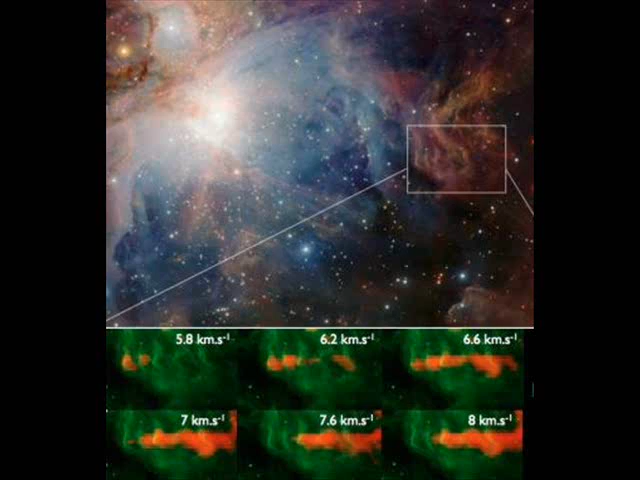 5.8 km.s⁻¹ 6.2 km.s⁻¹ 6.6 km.s⁻¹
7 km.s⁻¹ 7.6 km.s⁻¹ 8 km.s⁻¹